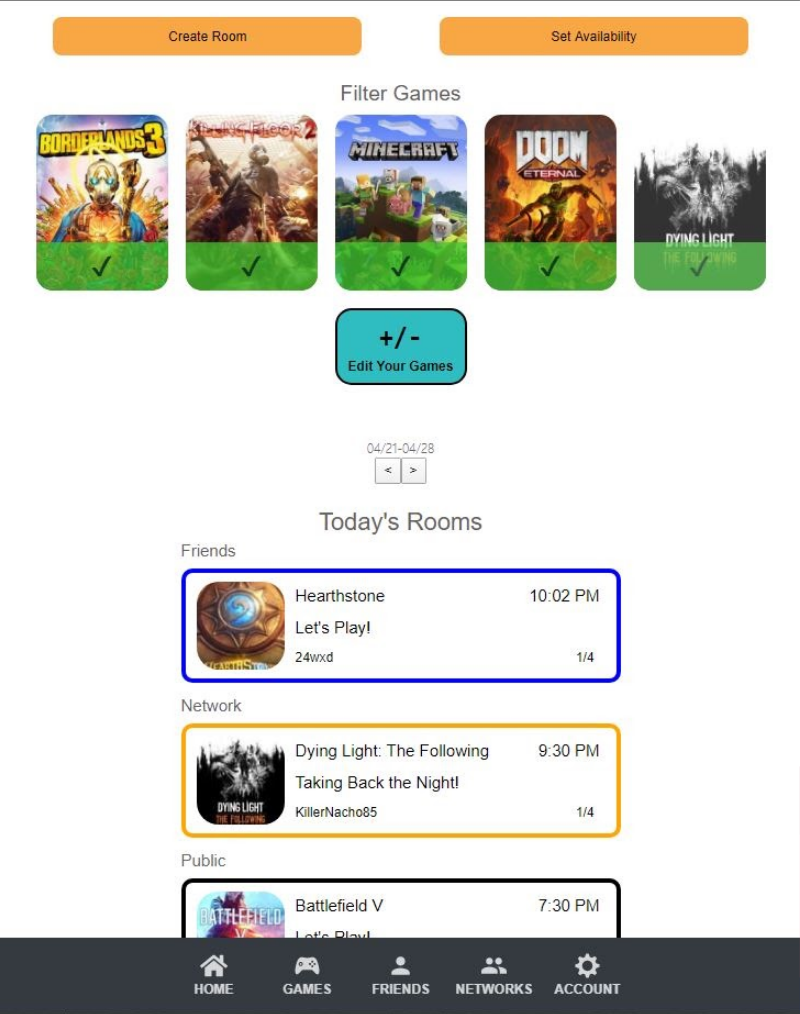 Create Room
Set Availability
Filter Games
BORDERLANDS 3
KILLING FLOOR 2
MINECRAFT
DOOM
ETERNAL
DYING LIGHT
THE FOLLOWING
+/-
Edit Your Games
04/21-04/28
< >
Today's Rooms
Friends
Hearthstone 10:02 PM
Let's Play!
24wxd 1/4
HEARTHSTONE
Network
Dying Light: The Following 9:30 PM
Taking Back the Night!
DYING LIGHT
THE FOLLOWING
KillerNacho85 1/4
Public
Battlefield V 7:30 PM
BATTLEFIELD
Let's Play!
HOME GAMES FRIENDS NETWORKS ACCOUNT